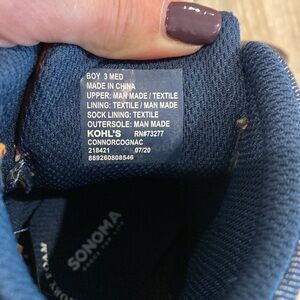 BOY 3 MED
MADE IN CHINA
UPPER: MAN MADE / TEXTILE
LINING: TEXTILE / MAN MADE
SOCK LINING: TEXTILE
OUTERSOLE: MAN MADE
KOHL'S RN#73277
CONNORCOGNAC
218421 07/20
889260808546
SONOMA